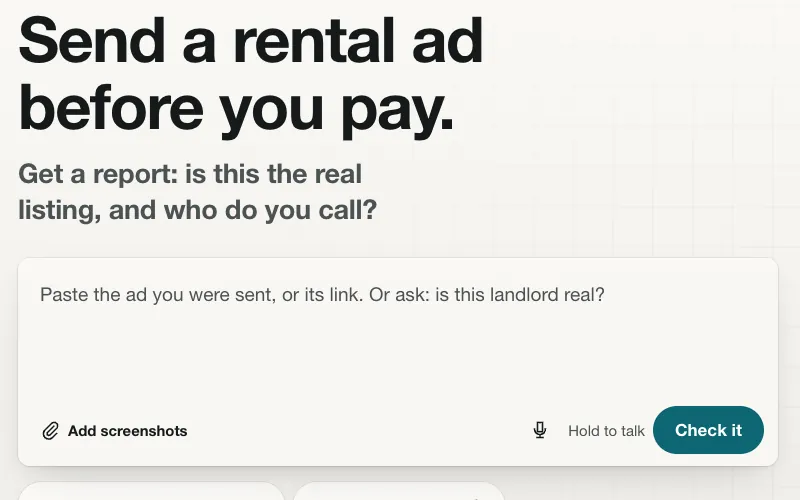 Send a rental ad
before you pay.
Get a report: is this the real
listing, and who do you call?
Paste the ad you were sent, or its link. Or ask: is this landlord real?
Add screenshots
Hold to talk
Check it